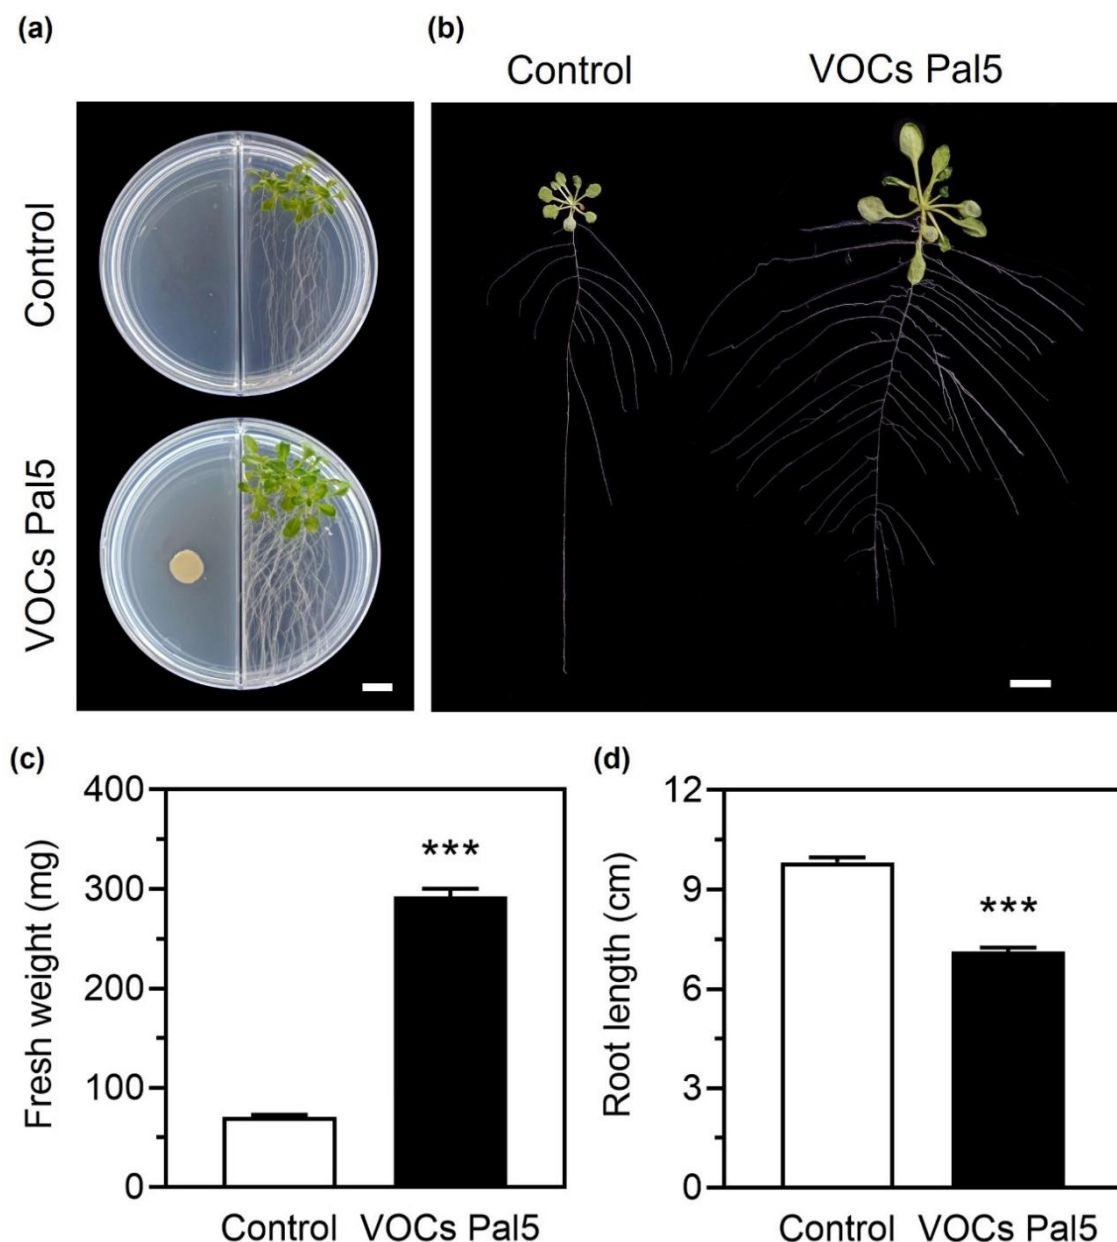 (a)
(b)
Control
VOCs Pal5
Control
VOCs Pal5
(c)
400
300
200
100
0
Fresh weight (mg)
***
Control
VOCs Pal5
(d)
12
9
6
3
0
Root length (cm)
***
Control
VOCs Pal5